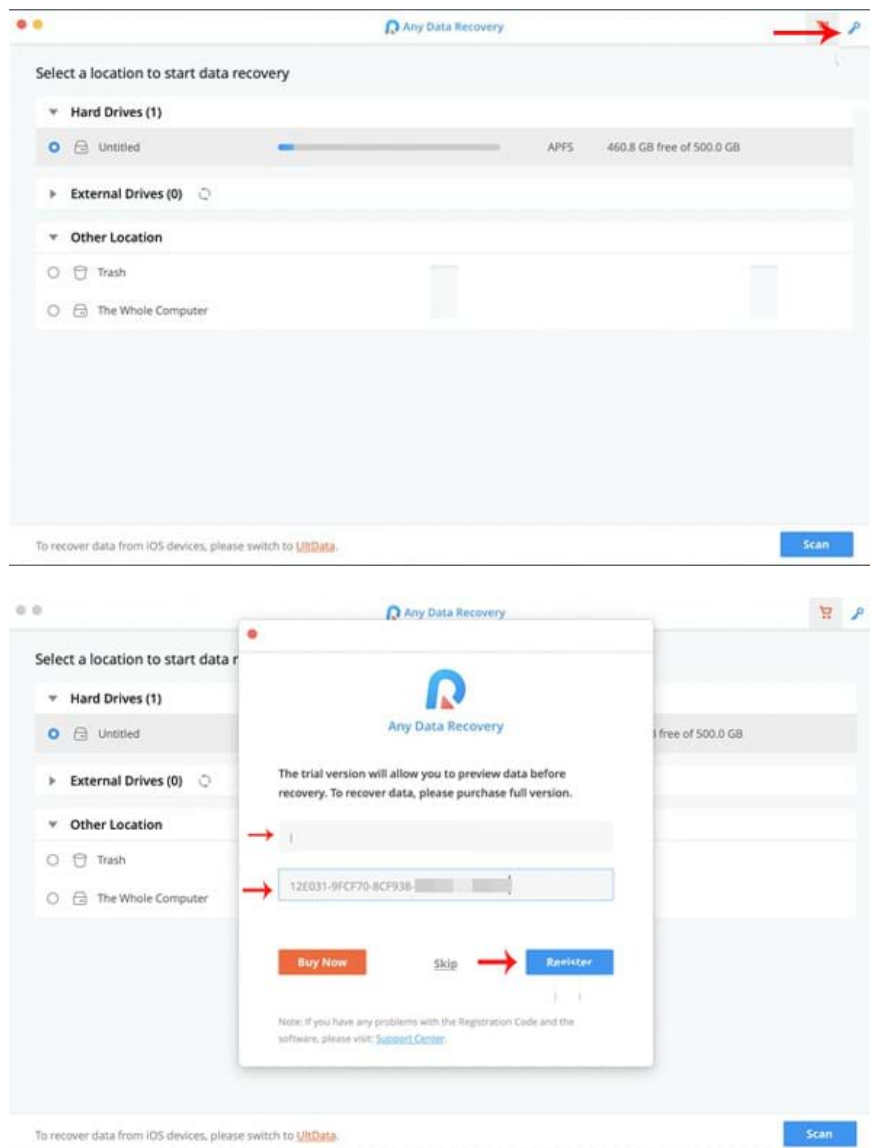 Any Data Recovery
Select a location to start data recovery
Hard Drives (1)
Untitled APFS 460.8 GB free of 500.0 GB
External Drives (0)
Other Location
Trash
The Whole Computer
To recover data from iOS devices, please switch to UltData.
Scan
Any Data Recovery
Select a location to start data r
Hard Drives (1)
Untitled free of 500.0 GB
External Drives (0)
Other Location
Trash
The Whole Computer
Any Data Recovery
The trial version will allow you to preview data before
recovery. To recover data, please purchase full version.
12E031-9FCF70-8CF938-
Buy Now Skip Register
Note: If you have any problems with the Registration Code and the
software, please visit: Support Center.
To recover data from iOS devices, please switch to UltData.
Scan